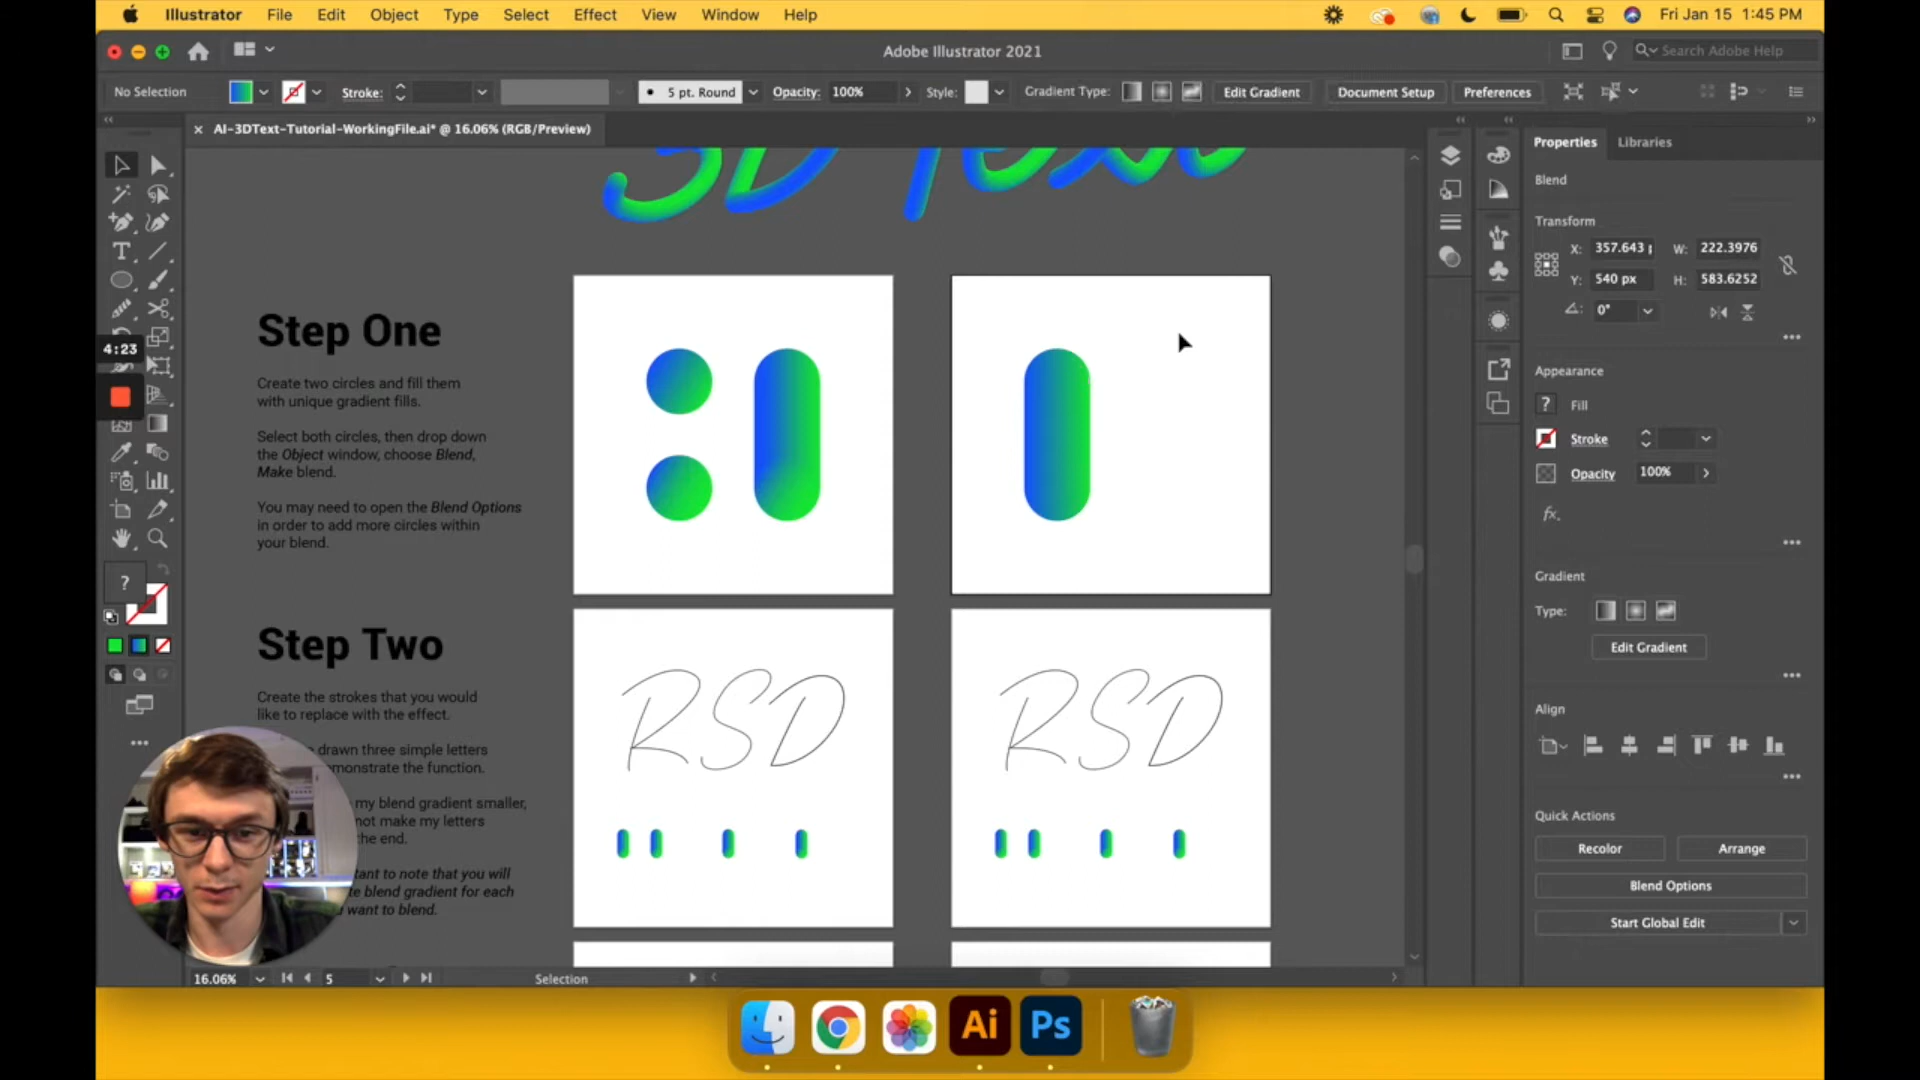 Illustrator File Edit Object Type Select Effect View Window Help
Fri Jan 15 1:45 PM
Adobe Illustrator 2021
Search Adobe Help
No Selection
Stroke:
5 pt. Round
Opacity: 100%
Style:
Gradient Type:
Edit Gradient
Document Setup
Preferences
AI-3DText-Tutorial-WorkingFile.ai* @ 16.06% (RGB/Preview)
3D Text
4:23
Step One
Create two circles and fill them
with unique gradient fills.
Select both circles, then drop down
the Object window, choose Blend,
Make blend.
You may need to open the Blend Options
in order to add more circles within
your blend.
Step Two
Create the strokes that you would
like to replace with the effect.
drawn three simple letters
the function.
my blend gradient smaller,
not make my letters
the end.
to note that you will
blend gradient for each
want to blend.
RSD
RSD
Properties
Libraries
Blend
Transform
X: 357.643
W: 222.3976
Y: 540 px
H: 583.6252
0°
Appearance
? Fill
Stroke
Opacity 100%
fx.
Gradient
Type:
Edit Gradient
Align
Quick Actions
Recolor
Arrange
Blend Options
Start Global Edit
?
16.06%
5
Selection
Ai
Ps